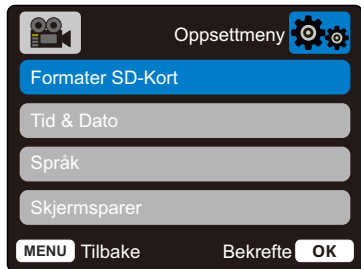 Oppsettmeny
Formater SD-Kort
Tid & Dato
Språk
Skjermsparer
MENU Tilbake Bekrefte OK